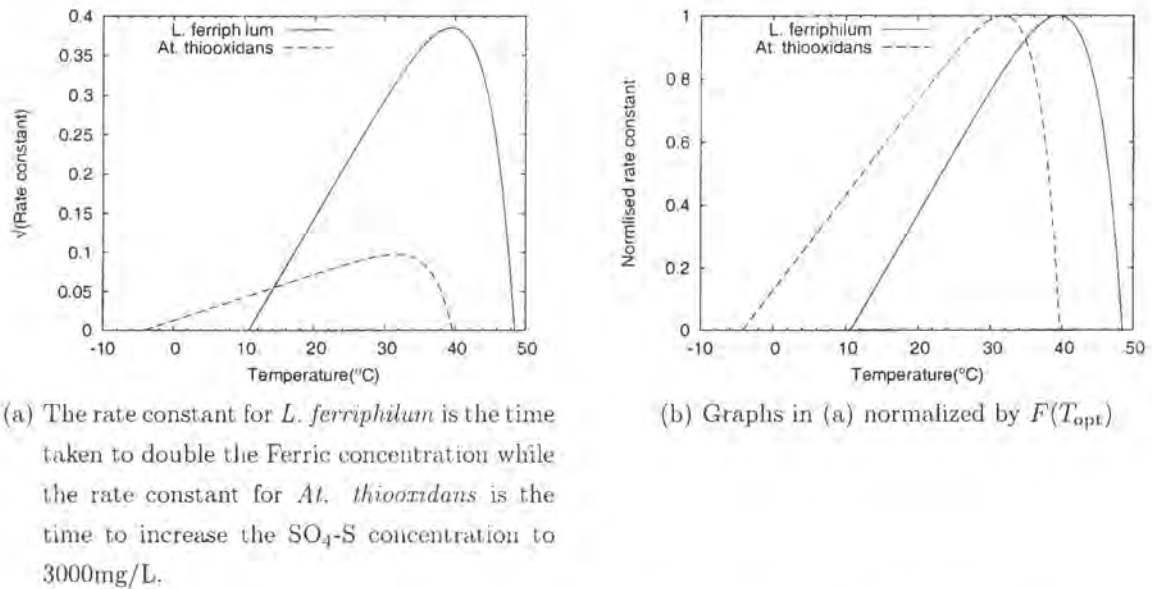 0.4
0.35
0.3
0.25
0.2
0.15
0.1
0.05
0
-10 0 10 20 30 40 50
√(Rate constant)
Temperature(°C)
L. ferriph lum
At. thiooxidans
(a) The rate constant for L. ferriphilum is the time
taken to double the Ferric concentration while
the rate constant for At. thiooxidans is the
time to increase the SO₄-S concentration to
3000mg/L.
1
0.8
0.6
0.4
0.2
0
-10 0 10 20 30 40 50
Normlised rate constant
Temperature(°C)
L. ferriphilum
At. thiooxidans
(b) Graphs in (a) normalized by F(Tₒₚₜ)